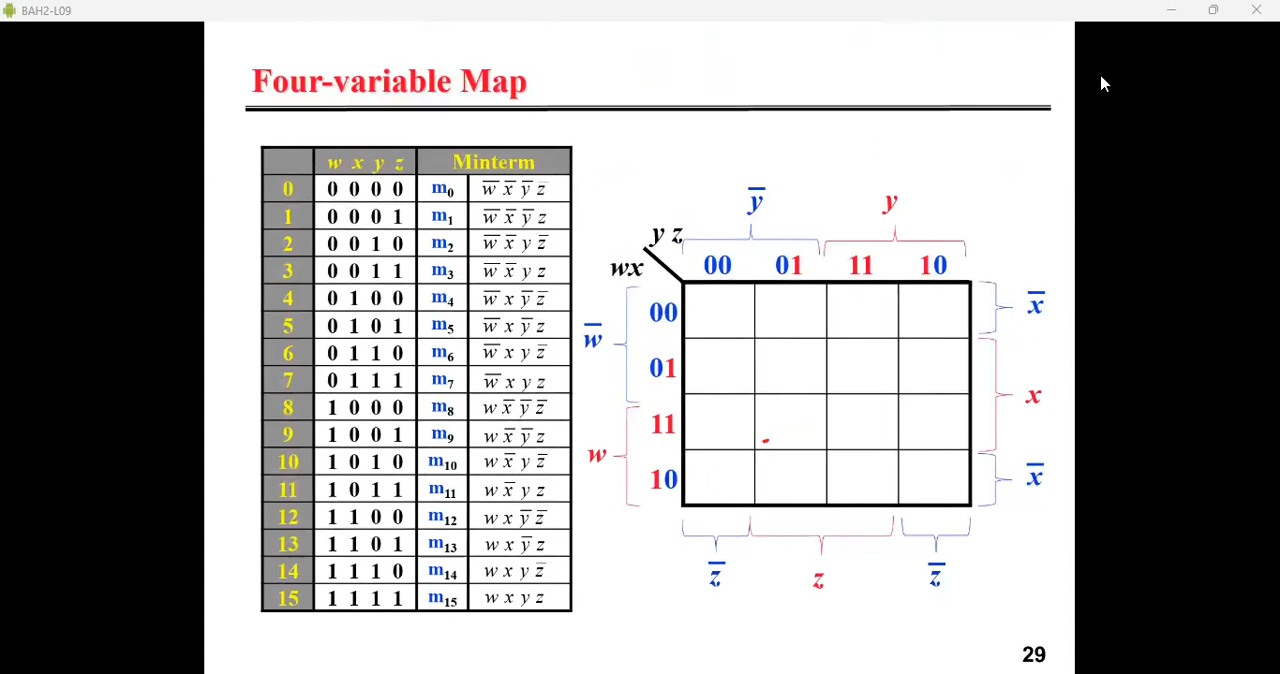 BAH2-L09
Four-variable Map
w x y z Minterm
0 0 0 0 0 m₀ w̅ x̅ y̅ z̅
1 0 0 0 1 m₁ w̅ x̅ y̅ z
2 0 0 1 0 m₂ w̅ x̅ y z̅
3 0 0 1 1 m₃ w̅ x̅ y z
4 0 1 0 0 m₄ w̅ x y̅ z̅
5 0 1 0 1 m₅ w̅ x y̅ z
6 0 1 1 0 m₆ w̅ x y z̅
7 0 1 1 1 m₇ w̅ x y z
8 1 0 0 0 m₈ w x̅ y̅ z̅
9 1 0 0 1 m₉ w x̅ y̅ z
10 1 0 1 0 m₁₀ w x̅ y z̅
11 1 0 1 1 m₁₁ w x̅ y z
12 1 1 0 0 m₁₂ w x y̅ z̅
13 1 1 0 1 m₁₃ w x y̅ z
14 1 1 1 0 m₁₄ w x y z̅
15 1 1 1 1 m₁₅ w x y z
y̅ y
y z
wx 00 01 11 10
00 x̅
w̅
01
x
11
w
10 x̅
z̅ z z̅
29